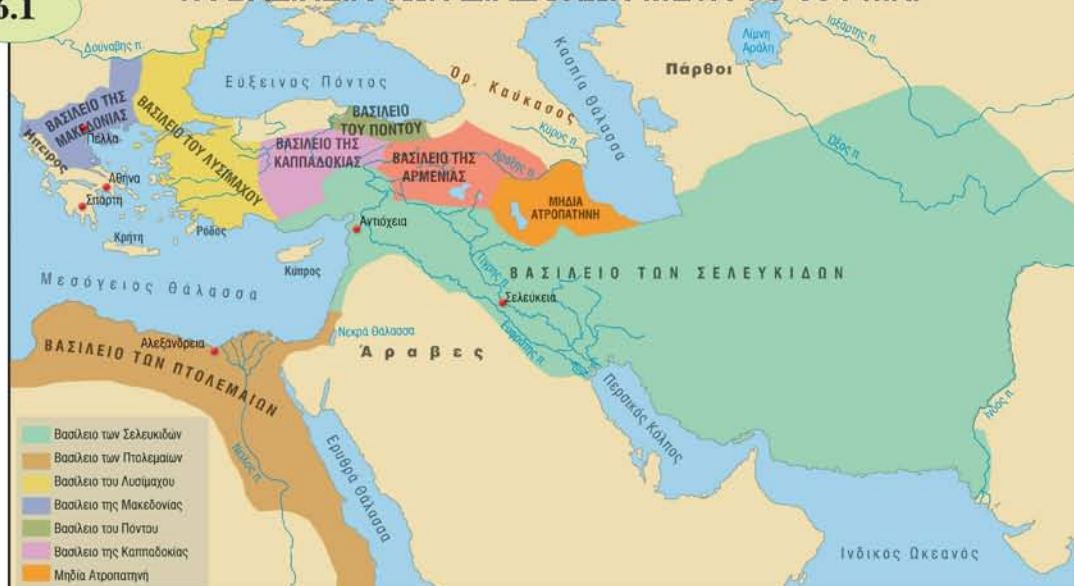 6.1
Δούναβης π.
Εύξεινος Πόντος
Όρ. Καύκασος
Κασπία Θάλασσα
Πάρθοι
Λίμνη
Αράλη
Ιαξάρτης π.
Ώξος π.
ΒΑΣΙΛΕΙΟ ΤΗΣ
ΜΑΚΕΔΟΝΙΑΣ
Πέλλα
Ήπειρος
Αθήνα
Σπάρτη
Κρήτη
Ρόδος
ΒΑΣΙΛΕΙΟ ΤΟΥ ΛΥΣΙΜΑΧΟΥ
ΒΑΣΙΛΕΙΟ ΤΗΣ
ΚΑΠΠΑΔΟΚΙΑΣ
ΒΑΣΙΛΕΙΟ
ΤΟΥ ΠΟΝΤΟΥ
ΒΑΣΙΛΕΙΟ ΤΗΣ
ΑΡΜΕΝΙΑΣ
Κύρος π.
Αράξης π.
ΜΗΔΙΑ
ΑΤΡΟΠΑΤΗΝΗ
Αντιόχεια
Κύπρος
Τίγρης π.
ΒΑΣΙΛΕΙΟ ΤΩΝ ΣΕΛΕΥΚΙΔΩΝ
Σελεύκεια
Ευφράτης π.
Μεσόγειος Θάλασσα
Νεκρά Θάλασσα
Άραβες
Αλεξάνδρεια
ΒΑΣΙΛΕΙΟ ΤΩΝ ΠΤΟΛΕΜΑΙΩΝ
Νείλος π.
Ερυθρά Θάλασσα
Περσικός Κόλπος
Ινδός π.
Ινδικός Ωκεανός
Βασίλειο των Σελευκιδών
Βασίλειο των Πτολεμαίων
Βασίλειο του Λυσίμαχου
Βασίλειο της Μακεδονίας
Βασίλειο του Πόντου
Βασίλειο της Καππαδοκίας
Μηδία Ατροπατηνή